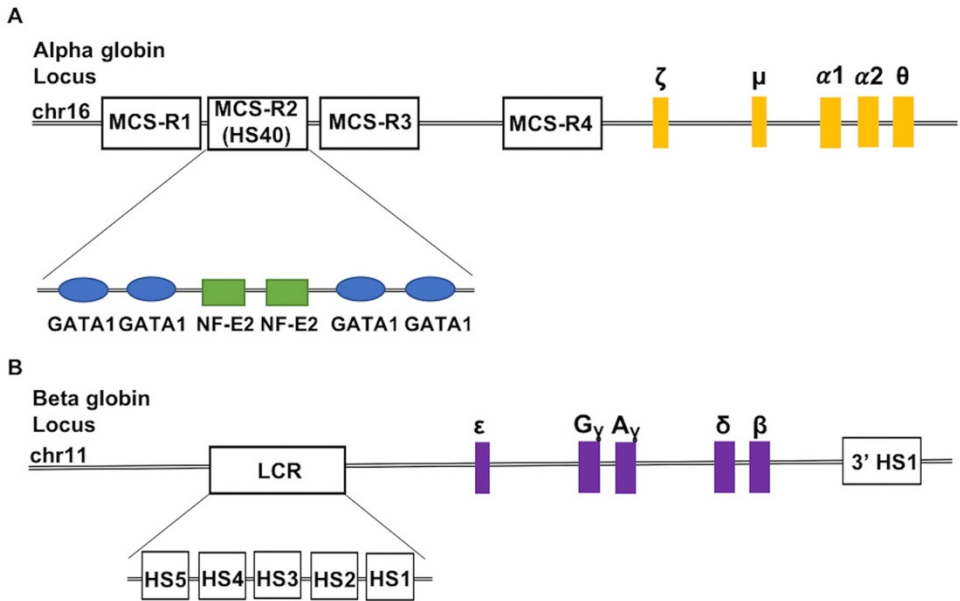 A
Alpha globin
Locus
chr16
MCS-R1
MCS-R2
(HS40)
MCS-R3
MCS-R4
ζ
μ
α1
α2
θ
GATA1 GATA1 NF-E2 NF-E2 GATA1 GATA1
B
Beta globin
Locus
chr11
LCR
ε
Gγ
Aγ
δ
β
3’ HS1
HS5 HS4 HS3 HS2 HS1